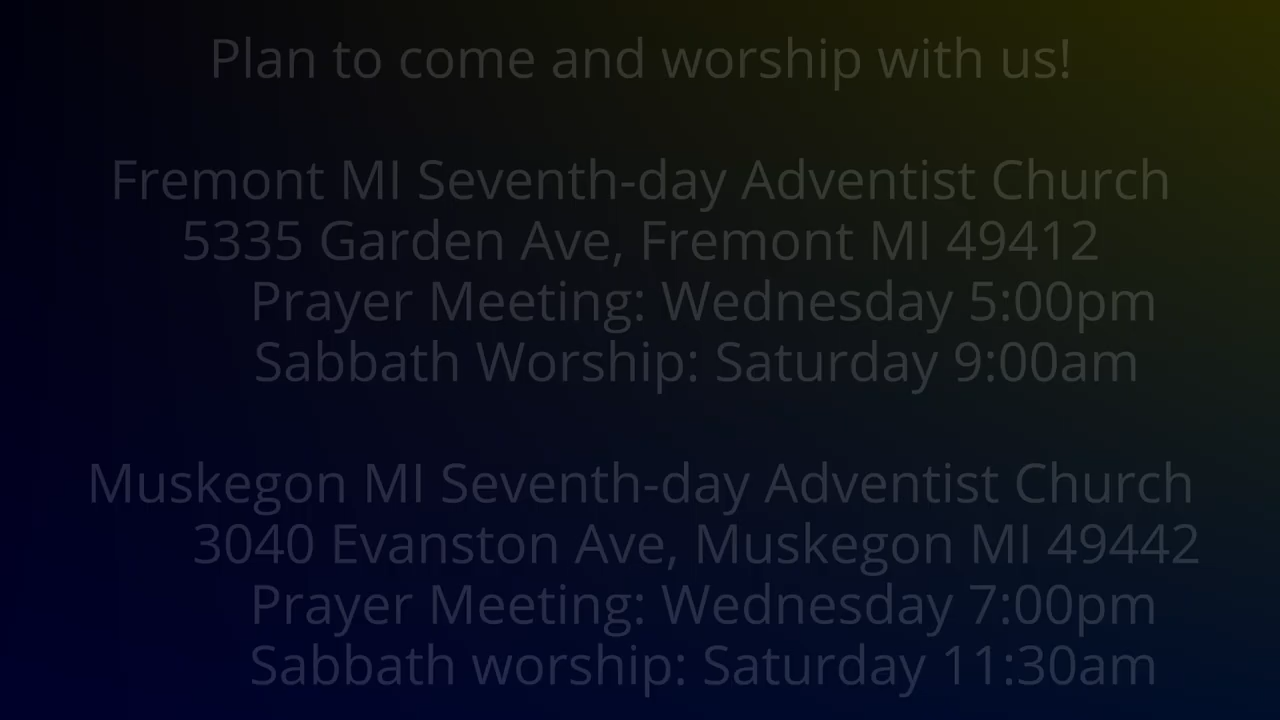 Plan to come and worship with us!
Fremont MI Seventh-day Adventist Church
5335 Garden Ave, Fremont MI 49412
Prayer Meeting: Wednesday 5:00pm
Sabbath Worship: Saturday 9:00am
Muskegon MI Seventh-day Adventist Church
3040 Evanston Ave, Muskegon MI 49442
Prayer Meeting: Wednesday 7:00pm
Sabbath worship: Saturday 11:30am